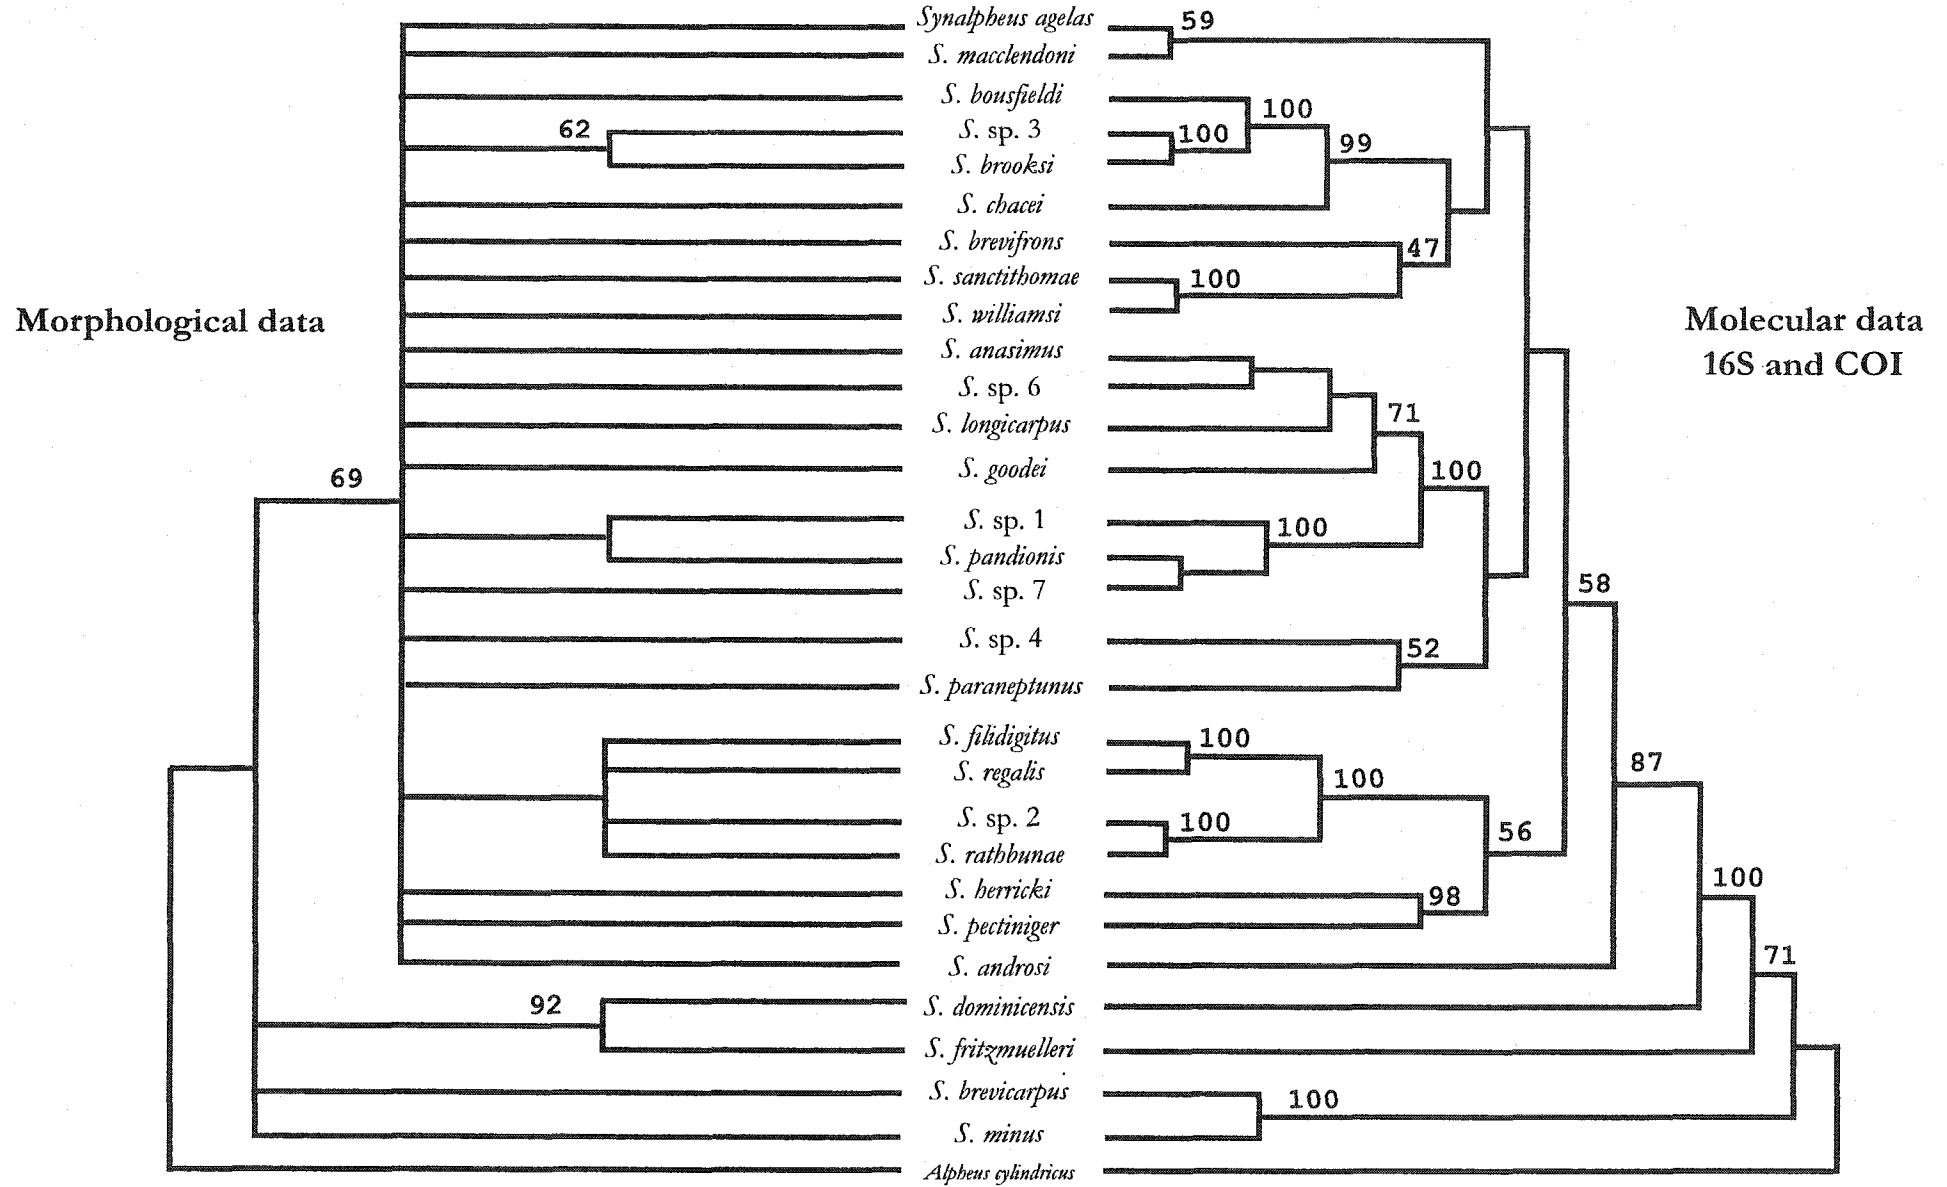 Synalpheus agelas 59
S. macclendoni
S. bousfieldi 100
62 S. sp. 3 100 99
S. brooksi
S. chacei
S. brevifrons 47
S. sanctithomae 100
Morphological data S. williamsi Molecular data
16S and COI
S. anasimus
S. sp. 6
S. longicarpus 71
S. goodei 100
69
S. sp. 1 100
S. pandionis
S. sp. 7 58
S. sp. 4 52
S. paraneptunus
S. filidigitus 100
S. regalis 100 87
S. sp. 2 100 56
S. rathbunae
S. herricki 98 100
S. pectiniger
S. androsi 71
92 S. dominicensis
S. fritzmuelleri
S. brevicarpus 100
S. minus
Alpheus cylindricus